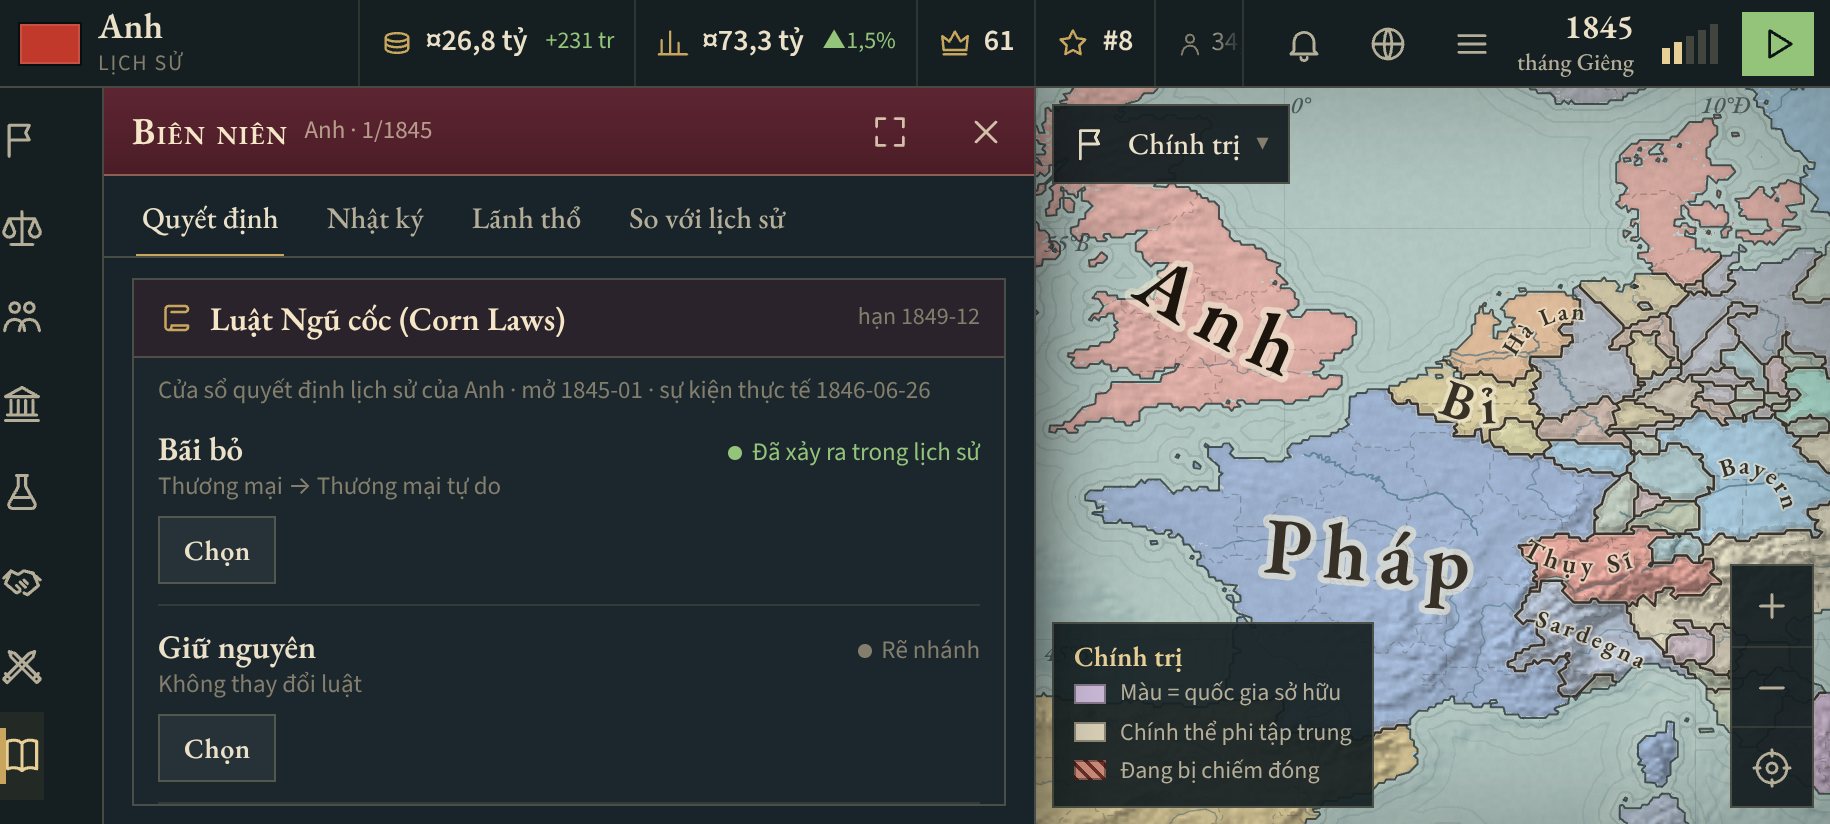 Anh
LỊCH SỬ
¤26,8 tỷ +231 tr
¤73,3 tỷ ▲1,5%
61
#8
34
1845
tháng Giêng
BIÊN NIÊN Anh · 1/1845
Quyết định Nhật ký Lãnh thổ So với lịch sử
Luật Ngũ cốc (Corn Laws) hạn 1849-12
Cửa sổ quyết định lịch sử của Anh · mở 1845-01 · sự kiện thực tế 1846-06-26
Bãi bỏ ● Đã xảy ra trong lịch sử
Thương mại → Thương mại tự do
Chọn
Giữ nguyên ● Rẽ nhánh
Không thay đổi luật
Chọn
Chính trị ▾
0°
10°Đ
55°B
Anh
Hà Lan
Bỉ
Bayern
Pháp
Thụy Sĩ
Sardegna
Chính trị
Màu = quốc gia sở hữu
Chính thể phi tập trung
Đang bị chiếm đóng